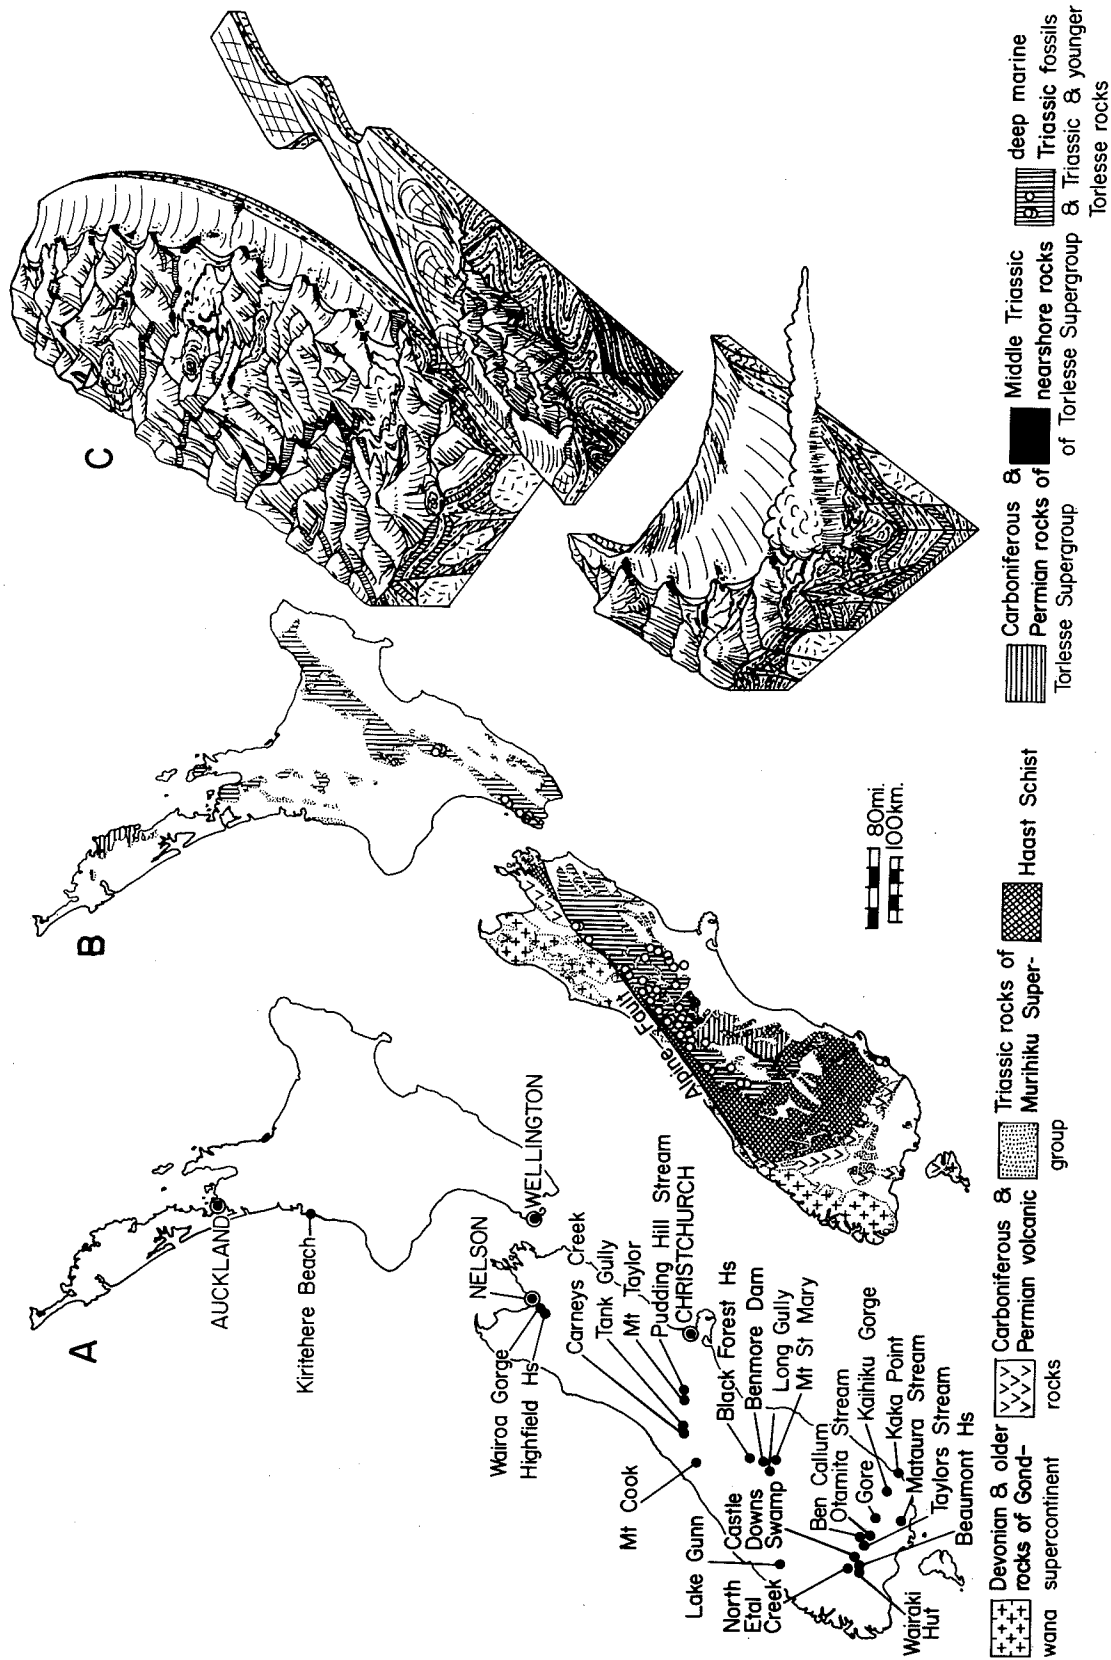 A
AUCKLAND
Kiritehere Beach
NELSON
WELLINGTON
Wairoa Gorge
Highfield Hs
Carneys Creek
Tank Gully
Mt Taylor
Pudding Hill Stream
CHRISTCHURCH
Mt Cook
Black Forest Hs
Benmore Dam
Long Gully
Mt St Mary
Lake Gunn
North
Etal
Creek
Castle
Downs
Swamp
Ben Callum
Otamita Stream
Gore
Kaihiku Gorge
Kaka Point
Mataura Stream
Taylors Stream
Beaumont Hs
Wairaki
Hut
B
Alpine Fault
80mi.
100km.
C
Devonian & older
rocks of Gond-
wana supercontinent
Carboniferous &
Permian volcanic
rocks
Triassic rocks of
Murihiku Super-
group
Haast Schist
Carboniferous &
Permian rocks of
Torlesse Supergroup
Middle Triassic
nearshore rocks
of Torlesse Supergroup
deep marine
Triassic fossils
& Triassic & younger
Torlesse rocks